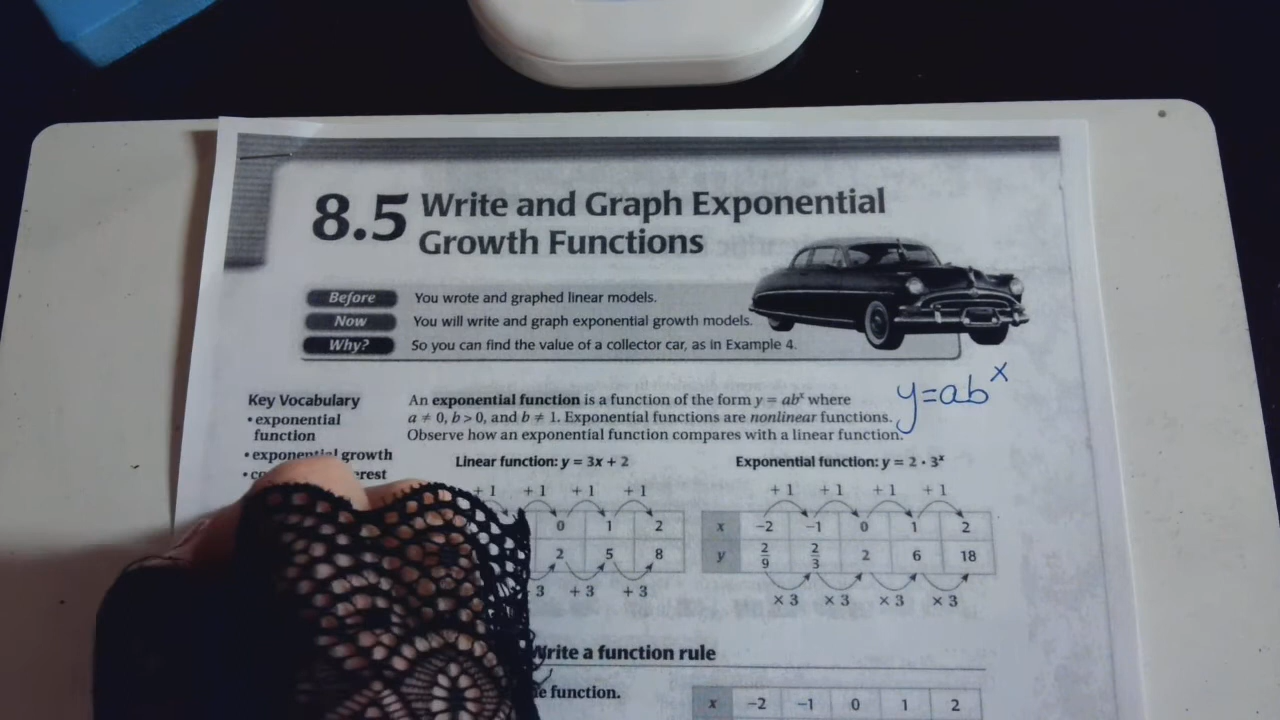 8.5 Write and Graph Exponential
Growth Functions
Before You wrote and graphed linear models.
Now You will write and graph exponential growth models.
Why? So you can find the value of a collector car, as in Example 4.
Key Vocabulary
• exponential
function
• exponential growth
An exponential function is a function of the form y = abˣ where
a ≠ 0, b > 0, and b ≠ 1. Exponential functions are nonlinear functions.
Observe how an exponential function compares with a linear function.
y=abˣ
Linear function: y = 3x + 2
+1 +1 +1 +1
0 1 2
2 5 8
3 +3 +3
Exponential function: y = 2 · 3ˣ
+1 +1 +1 +1
x -2 -1 0 1 2
y 2/9 2/3 2 6 18
×3 ×3 ×3 ×3
Write a function rule
function.
x -2 -1 0 1 2